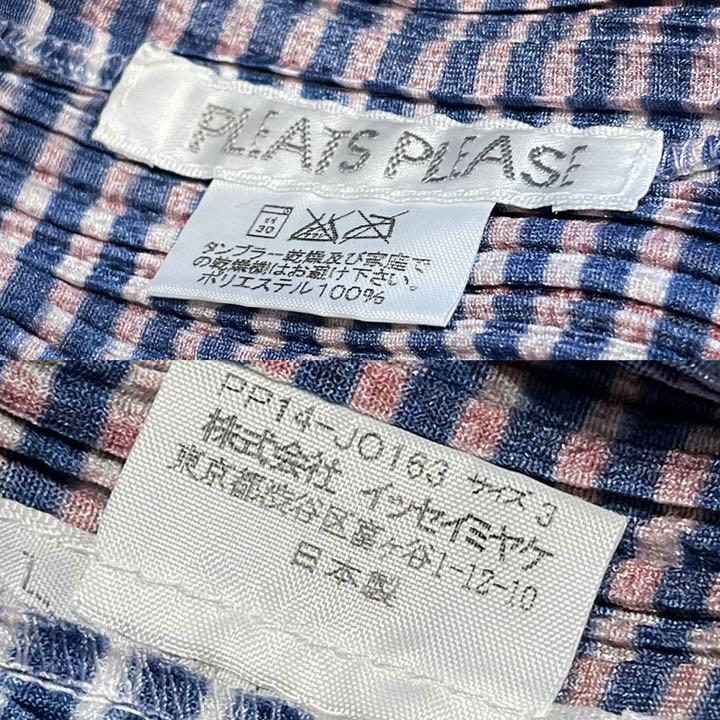 PLEATS PLEASE
11
30
タンブラー乾燥及び家庭で
の乾燥機はお避け下さい。
ポリエステル100%
PP14-JO163 サイズ 3
株式会社 イッセイミヤケ
東京都渋谷区富ヶ谷1-12-10
日本製